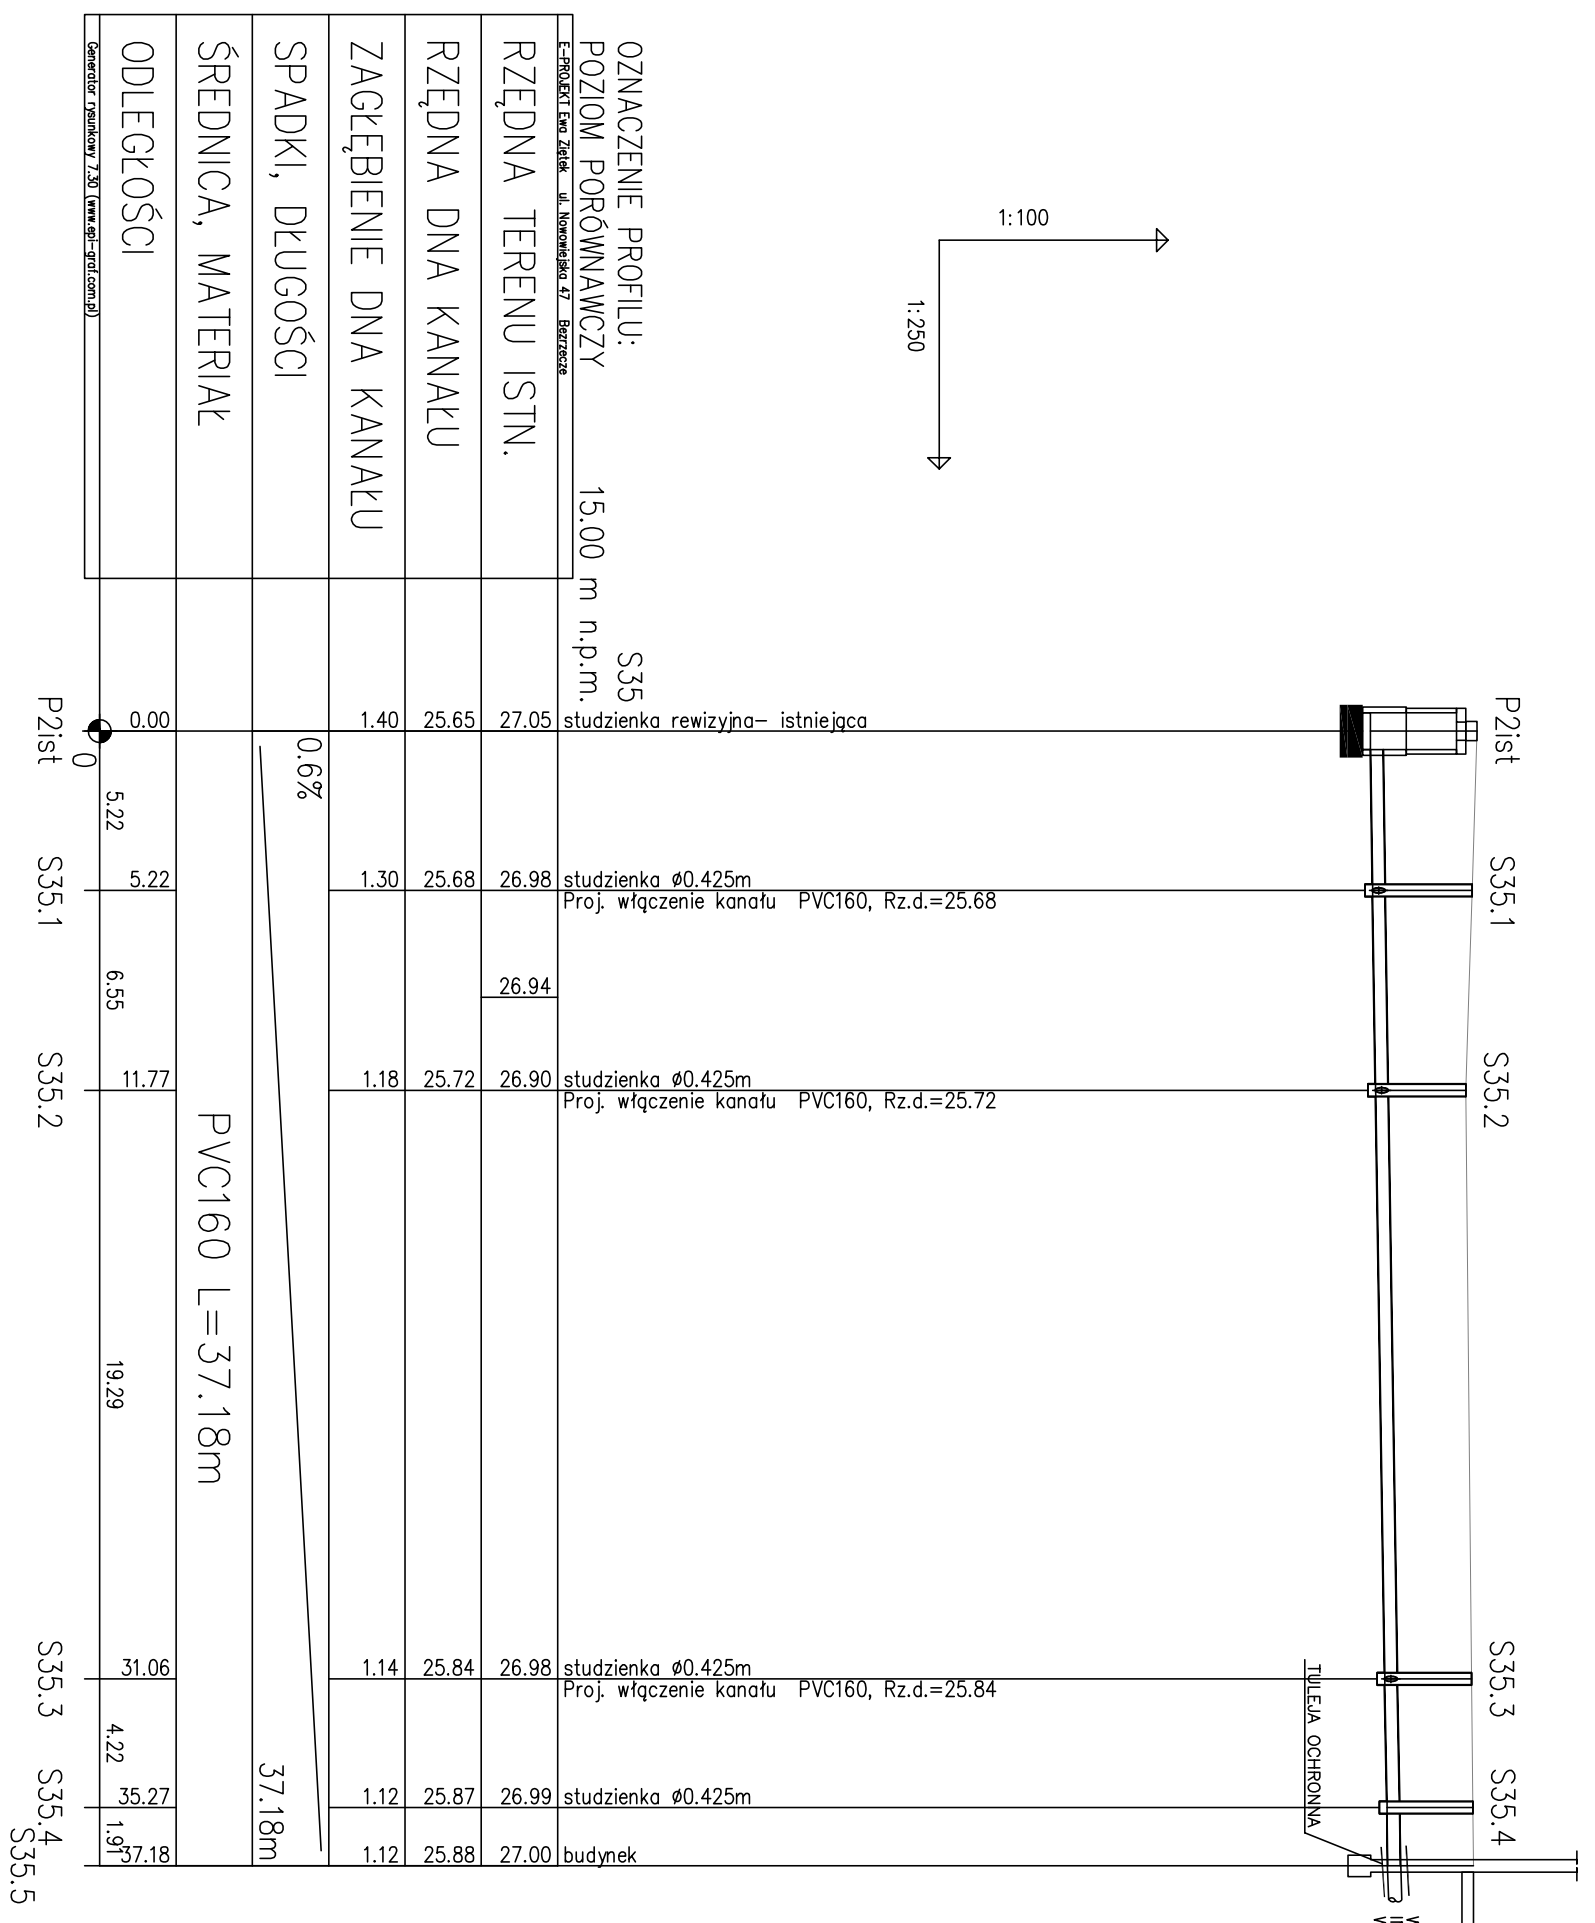 1:100
1:250
OZNACZENIE PROFILU: S35
POZIOM PORÓWNAWCZY 15.00 m n.p.m.
E-PROJEKT Ewa Ziętek ul. Nowowiejska 47 Bezrzecze
RZĘDNA TERENU ISTN.
RZĘDNA DNA KANAŁU
ZAGŁĘBIENIE DNA KANAŁU
SPADKI, DŁUGOŚCI
ŚREDNICA, MATERIAŁ
ODLEGŁOŚCI
Generator rysunkowy 7.30 (www.epi-graf.com.pl)
P2ist
S35.1
S35.2
S35.3
S35.4
TULEJA OCHRONNA
0.00 1.40 25.65 27.05 studzienka rewizyjna– istniejąca
5.22 1.30 25.68 26.98 studzienka ø0.425m
Proj. włączenie kanału PVC160, Rz.d.=25.68
26.94
11.77 1.18 25.72 26.90 studzienka ø0.425m
Proj. włączenie kanału PVC160, Rz.d.=25.72
31.06 1.14 25.84 26.98 studzienka ø0.425m
Proj. włączenie kanału PVC160, Rz.d.=25.84
35.27 1.12 25.87 26.99 studzienka ø0.425m
37.18 1.12 25.88 27.00 budynek
0.6%
37.18m
PVC160 L=37.18m
5.22
6.55
19.29
4.22
1.91
0
P2ist
S35.1
S35.2
S35.3
S35.4
S35.5